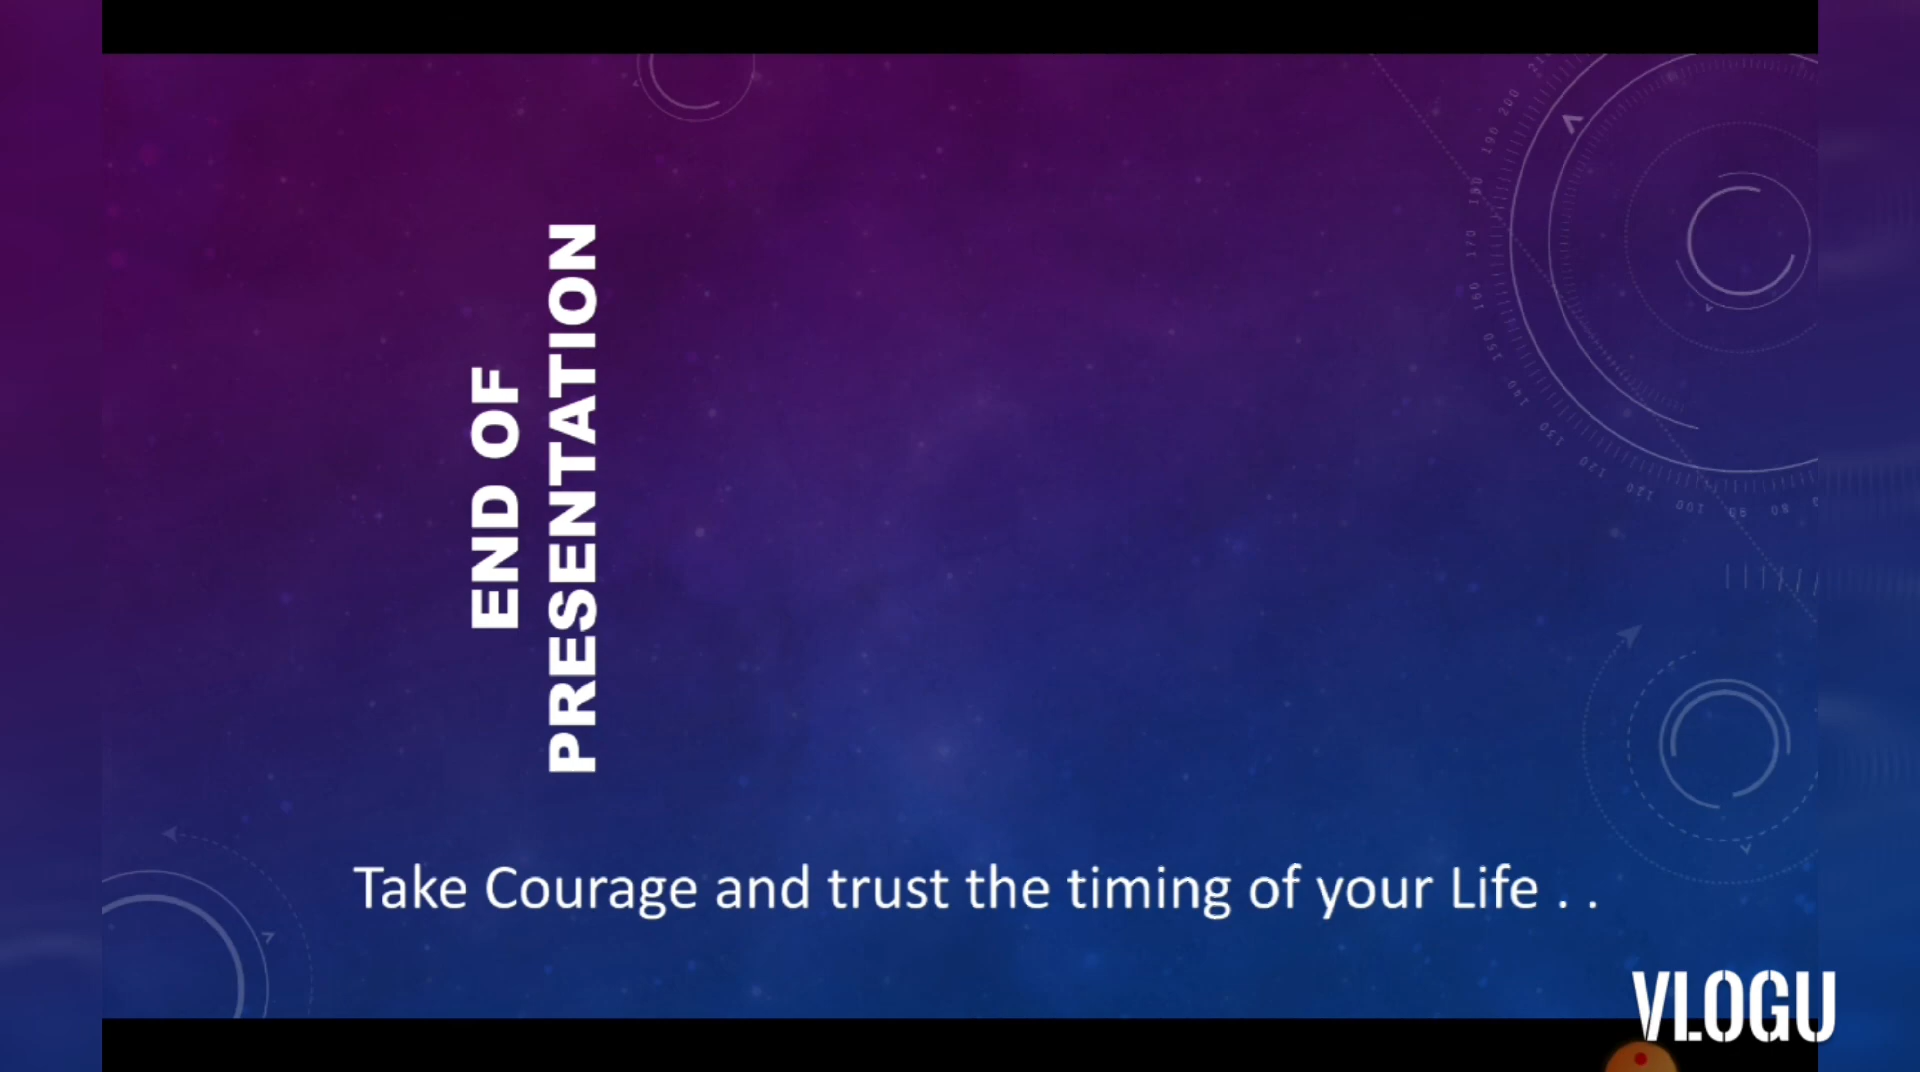 END OF
PRESENTATION
Take Courage and trust the timing of your Life . .
VLOGU